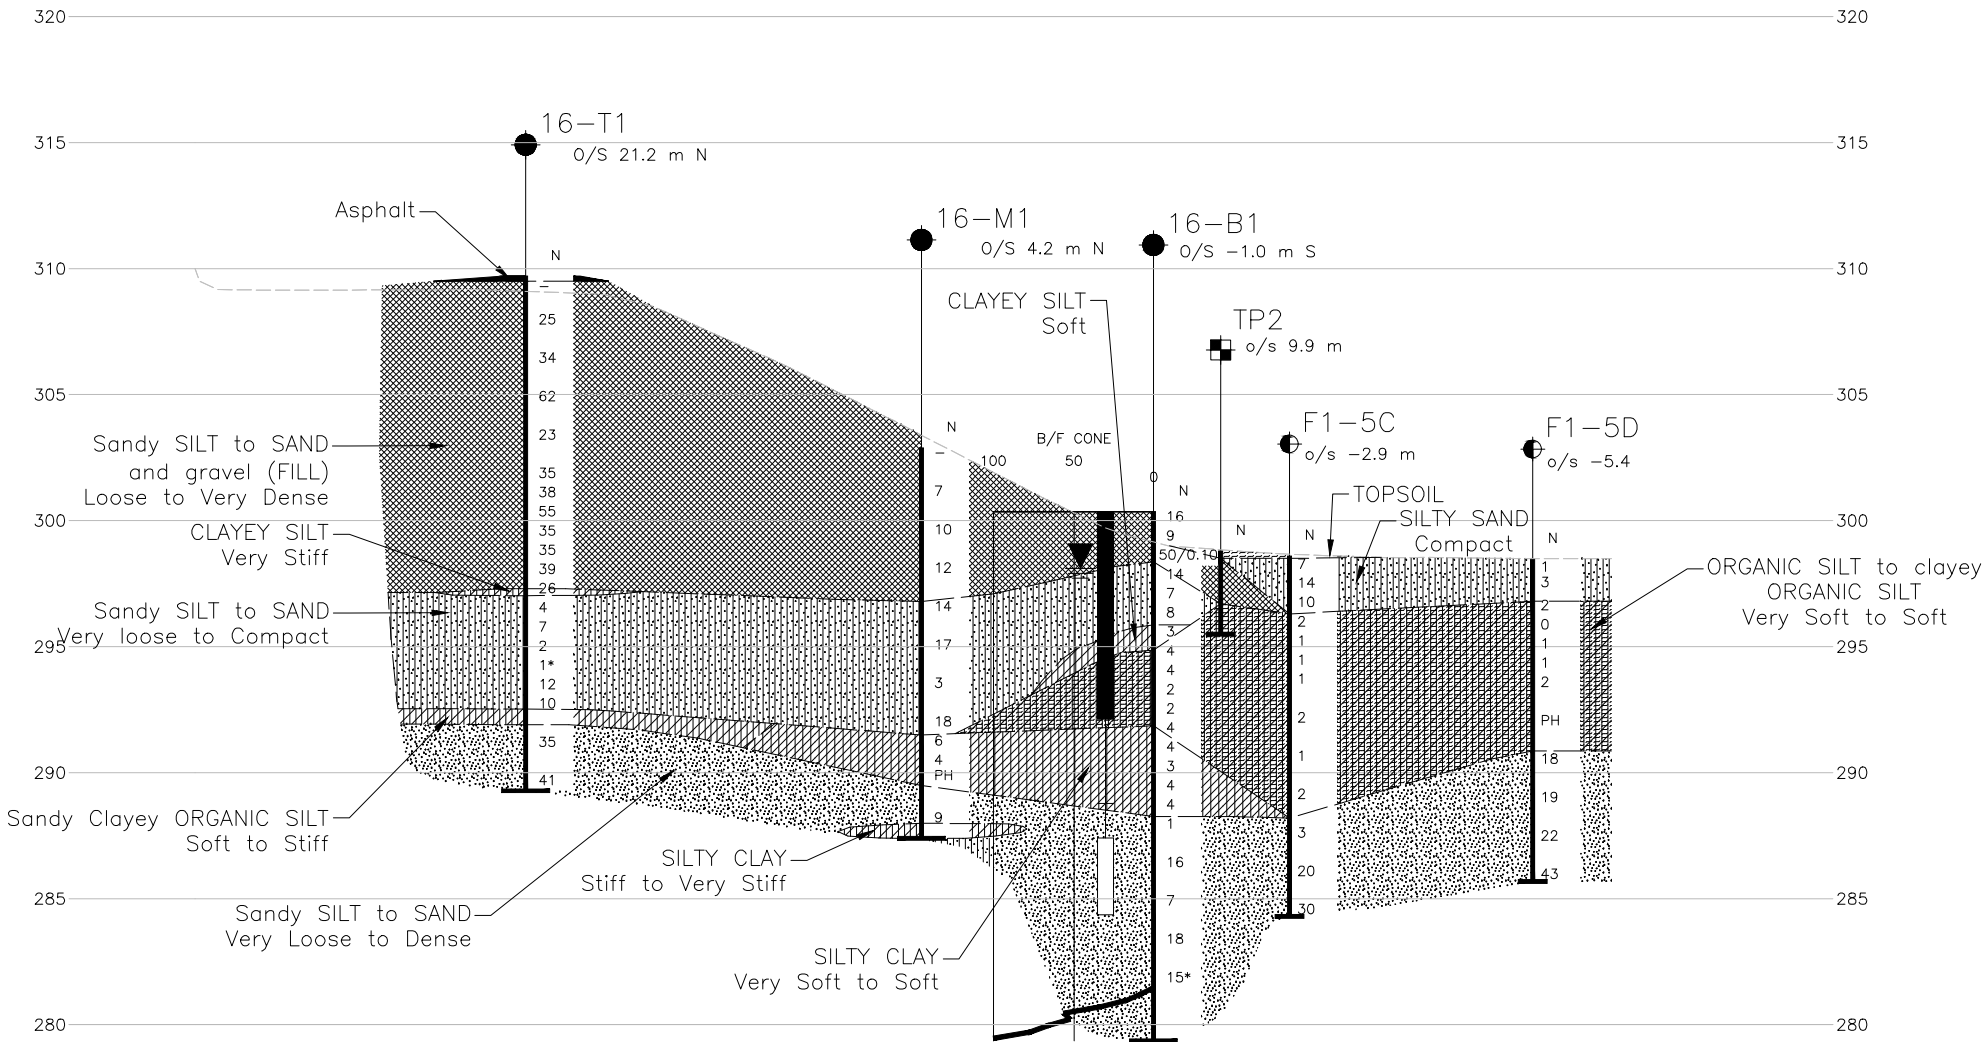 320
320
315
315
16-T1
O/S 21.2 m N
Asphalt
16-M1
O/S 4.2 m N
16-B1
O/S -1.0 m S
310
310
N
CLAYEY SILT
Soft
TP2
o/s 9.9 m
305
305
F1-5C
o/s -2.9 m
F1-5D
o/s -5.4
B/F CONE
100
50
0
Sandy SILT to SAND
and gravel (FILL)
Loose to Very Dense
TOPSOIL
SILTY SAND
Compact
300
300
CLAYEY SILT
Very Stiff
ORGANIC SILT to clayey
ORGANIC SILT
Very Soft to Soft
Sandy SILT to SAND
Very loose to Compact
295
295
290
290
Sandy Clayey ORGANIC SILT
Soft to Stiff
SILTY CLAY
Stiff to Very Stiff
285
285
Sandy SILT to SAND
Very Loose to Dense
SILTY CLAY
Very Soft to Soft
280
280
–
25
34
62
23
35
38
55
35
35
39
26
4
7
2
1*
12
10
35
41
N
–
7
10
12
14
17
3
18
6
4
PH
9
N
16
9
50/0.10
14
7
8
3
4
4
2
2
4
4
3
4
4
1
16
7
18
15*
N
N
7
14
10
2
1
1
1
2
1
2
3
20
30
N
1
3
2
0
1
1
2
PH
18
19
22
43